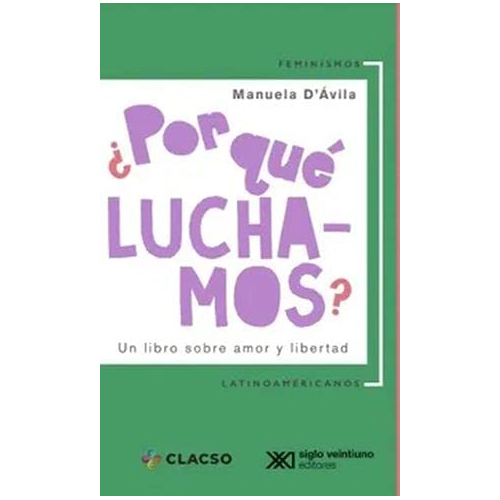 FEMINISMOS
Manuela D'Ávila
¿Por qué
LUCHA-
MOS?
Un libro sobre amor y libertad
LATINOAMERICANOS
CLACSO
siglo veintiuno
editores